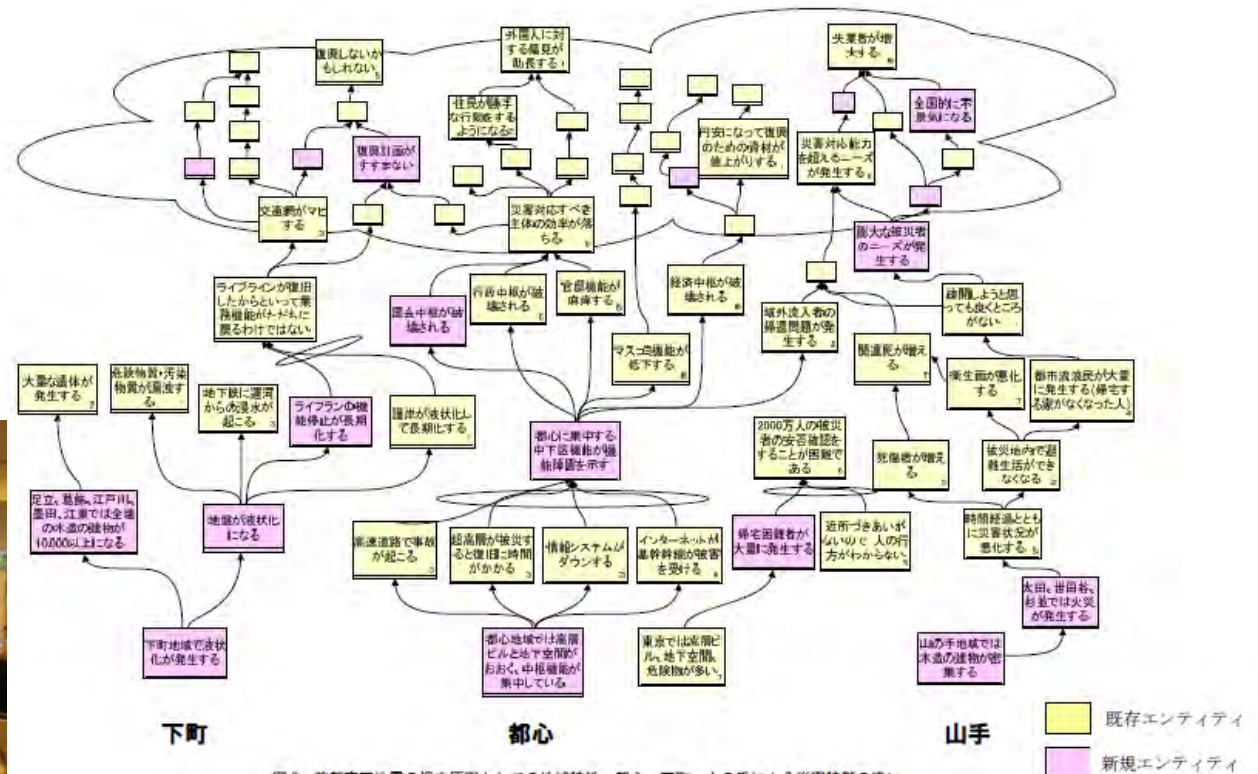 復興しないか
もしれない
外国人に対
する偏見が
助長する
失業者が増
大する
住民が勝手
な行動をする
ようになる
全国的に不
景気になる
復興計画が
すすまない
円安になって復興
のための資材が
値上がりする
災害対応能力
を超えるニーズ
が発生する
交通網がマヒ
する
災害対応すべき
主体の効率が落
ちる
膨大な被災者
のニーズが発
生する
ライフラインが復旧
したからといって業
務機能がただちに
戻るわけではない
国会中枢が破
壊される
行政中枢が破
壊される
官邸機能が
麻痺する
経済中枢が破
壊される
域外流入者の
帰還問題が発
生する
疎開しようと思
っても良くところ
がない
マスコミ機能が
低下する
関連死が増え
る
衛生面が悪化
する
都市流浪民が大量
に発生する(帰宅す
る家がなくなった人)
大量な遺体が
発生する
危険物質・汚染
物質が漏洩す
る
地下鉄に運河
からの浸水が
起こる
ライフランの機
能停止が長期
化する
護岸が液状化し
て長期化する
都心に集中する
中下区機能が機
能障害を示す
2000万人の被災
者の安否確認を
することが困難で
ある
死傷者が増え
る
被災地内で避
難生活ができ
なくなる
足立、葛飾、江戸川、
墨田、江東では全壊
の木造の建物が
10,000以上になる
地盤が液状化
になる
高速道路で事故
が起こる
超高層が被災す
ると復旧に時間
がかかる
情報システムが
ダウンする
インターネットが
基幹幹線が被害
を受ける
帰宅困難者が
大量に発生する
近所づきあいが
ないので 人の行
方がわからない
時間経過ととも
に災害状況が
悪化する
太田、世田谷、
杉並では火災
が発生する
下町地域で液状
化が発生する
都心地域では高層
ビルと地下空間が
おおく、中枢機能が
集中している
東京では高層ビ
ル、地下空間、
危険物が多い
山の手地域では
木造の建物が密
集する
下町
都心
山手
既存エンティティ
新規エンティティ